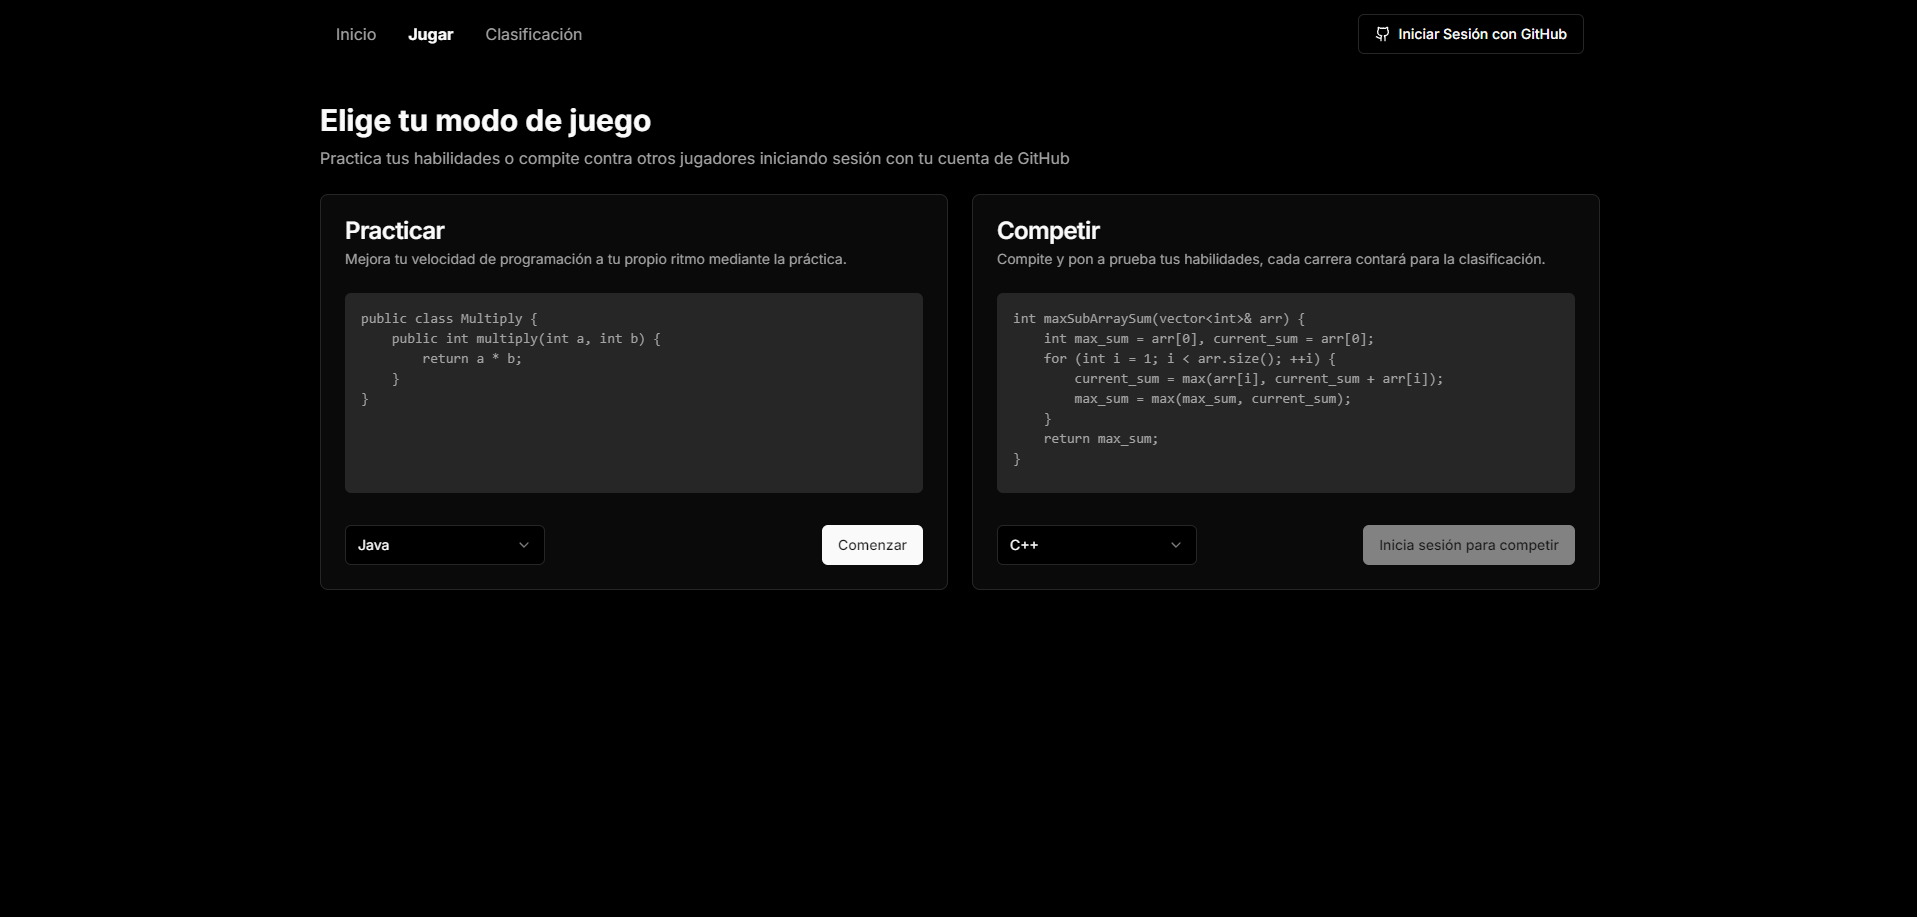 Inicio
Jugar
Clasificación
Iniciar Sesión con GitHub
Elige tu modo de juego
Practica tus habilidades o compite contra otros jugadores iniciando sesión con tu cuenta de GitHub
Practicar
Mejora tu velocidad de programación a tu propio ritmo mediante la práctica.
public class Multiply {
    public int multiply(int a, int b) {
        return a * b;
    }
}
Java
Comenzar
Competir
Compite y pon a prueba tus habilidades, cada carrera contará para la clasificación.
int maxSubArraySum(vector<int>& arr) {
    int max_sum = arr[0], current_sum = arr[0];
    for (int i = 1; i < arr.size(); ++i) {
        current_sum = max(arr[i], current_sum + arr[i]);
        max_sum = max(max_sum, current_sum);
    }
    return max_sum;
}
C++
Inicia sesión para competir